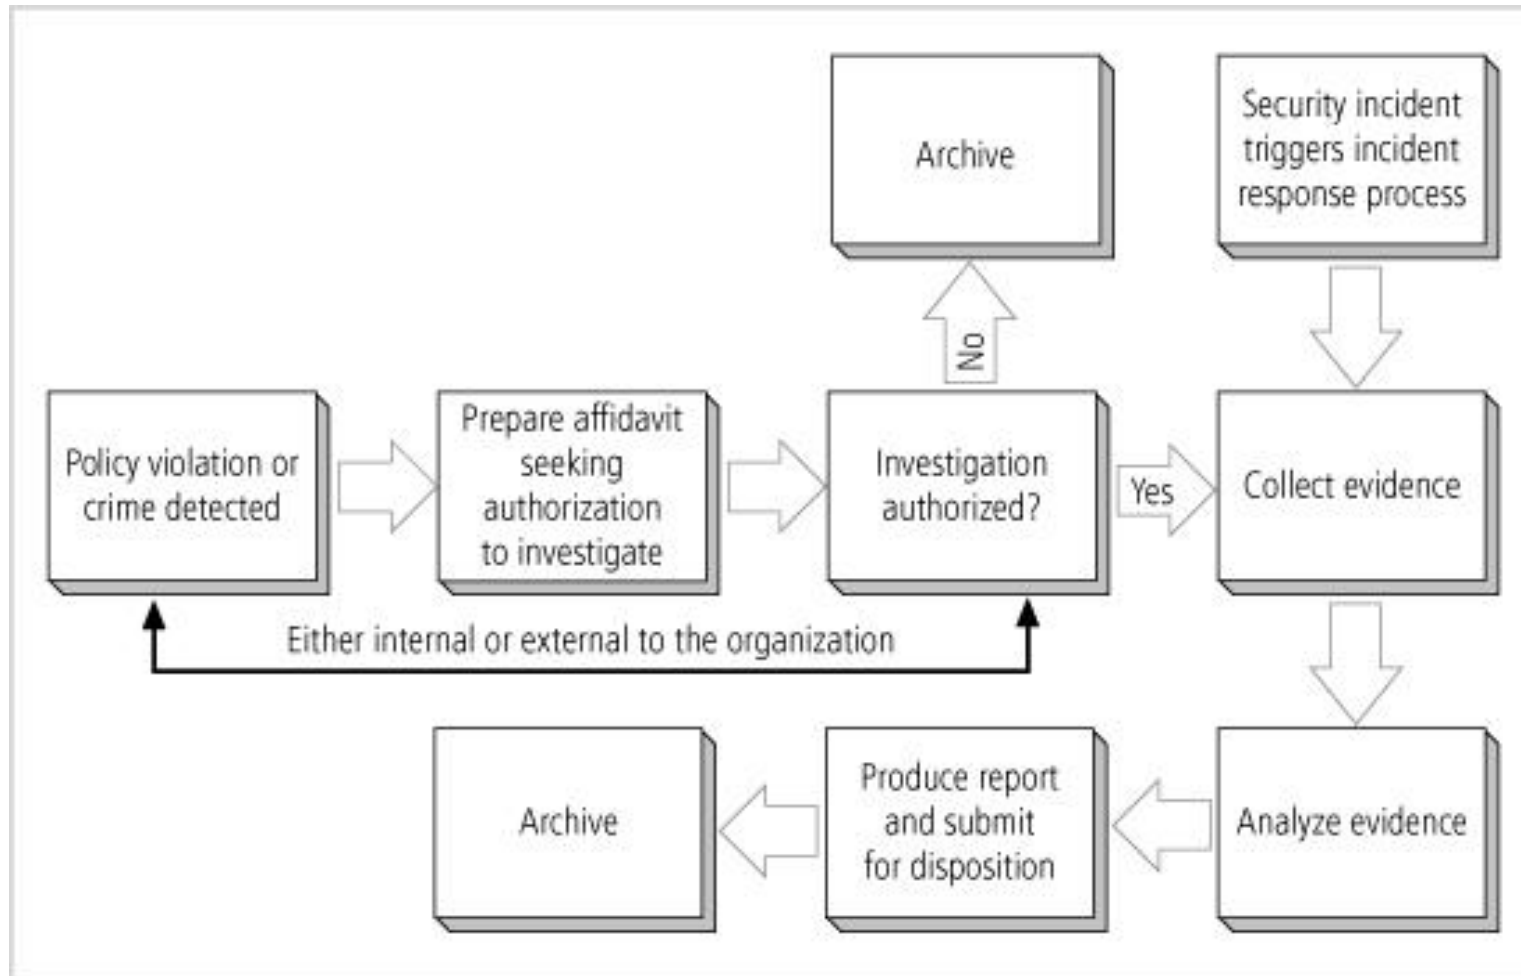 Archive
Security incident
triggers incident
response process
No
Policy violation or
crime detected
Prepare affidavit
seeking
authorization
to investigate
Investigation
authorized?
Yes
Collect evidence
Either internal or external to the organization
Archive
Produce report
and submit
for disposition
Analyze evidence